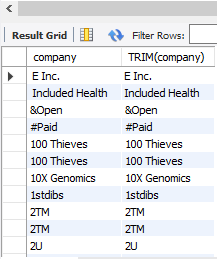 Result Grid Filter Rows:
company TRIM(company)
E Inc. E Inc.
Included Health Included Health
&Open &Open
#Paid #Paid
100 Thieves 100 Thieves
100 Thieves 100 Thieves
10X Genomics 10X Genomics
1stdibs 1stdibs
2TM 2TM
2TM 2TM
2U 2U